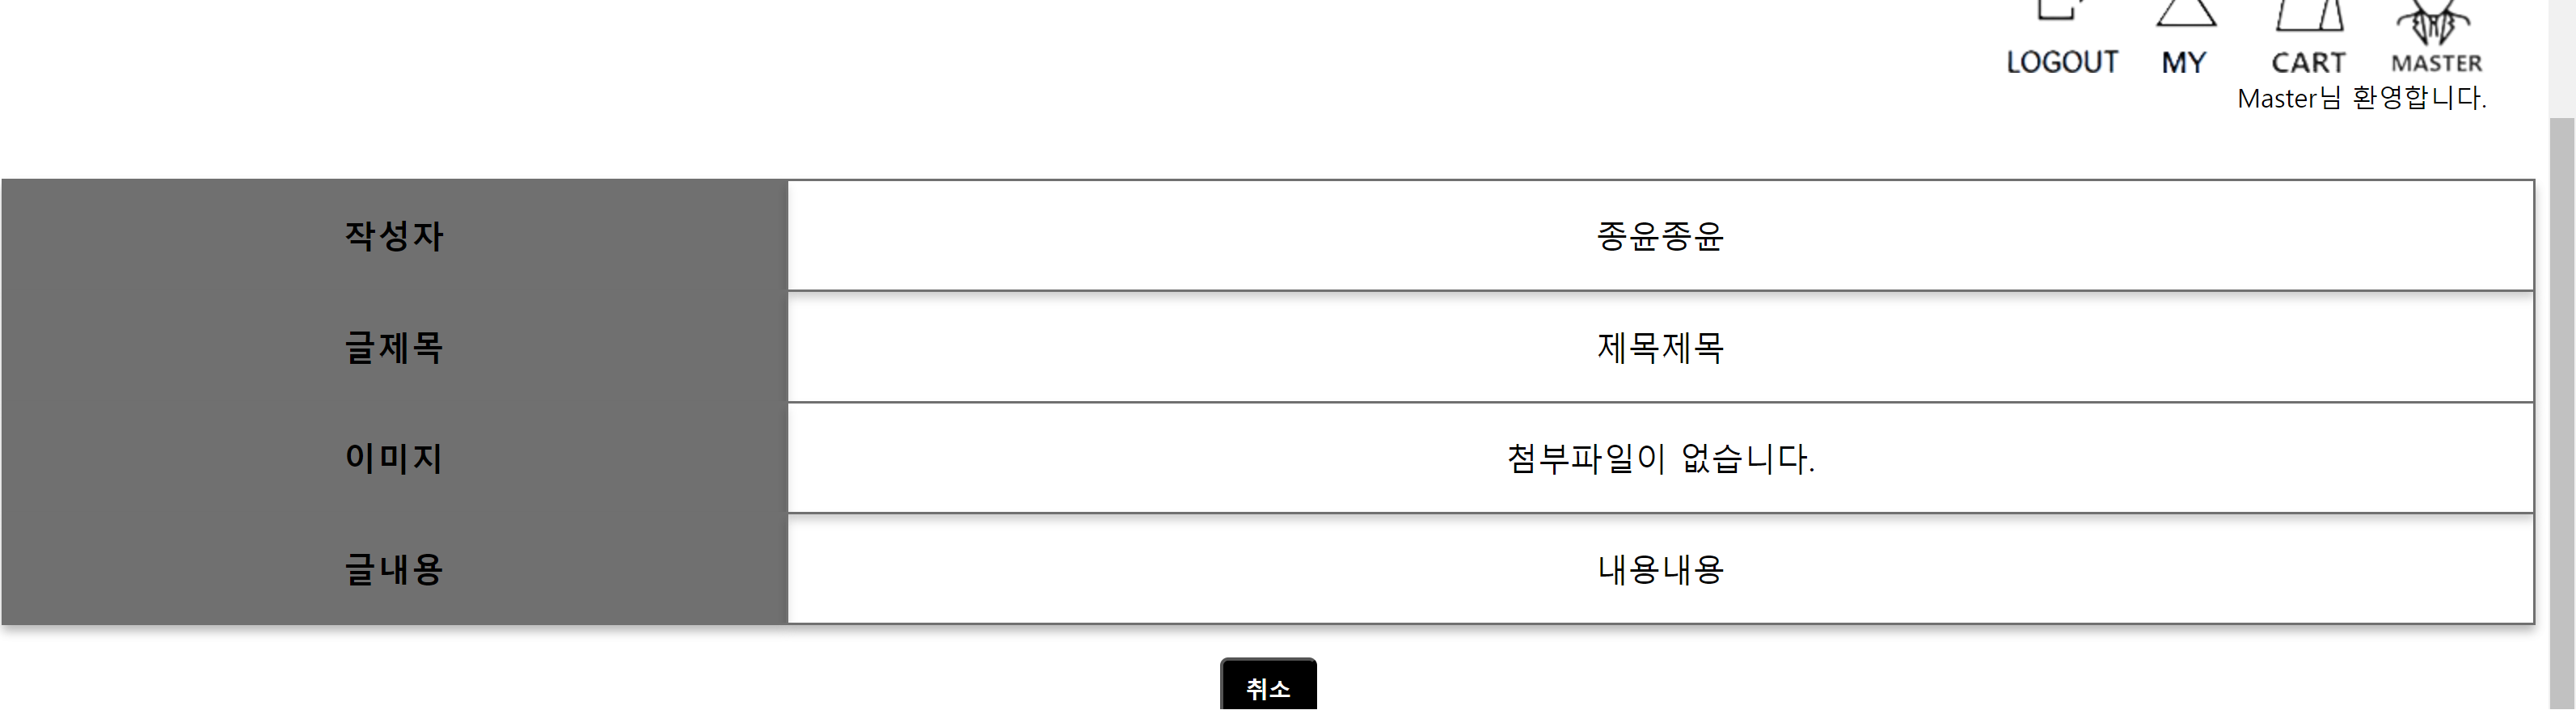 LOGOUT MY CART MASTER
Master님 환영합니다.
작성자 종윤종윤
글제목 제목제목
이미지 첨부파일이 없습니다.
글내용 내용내용
취소